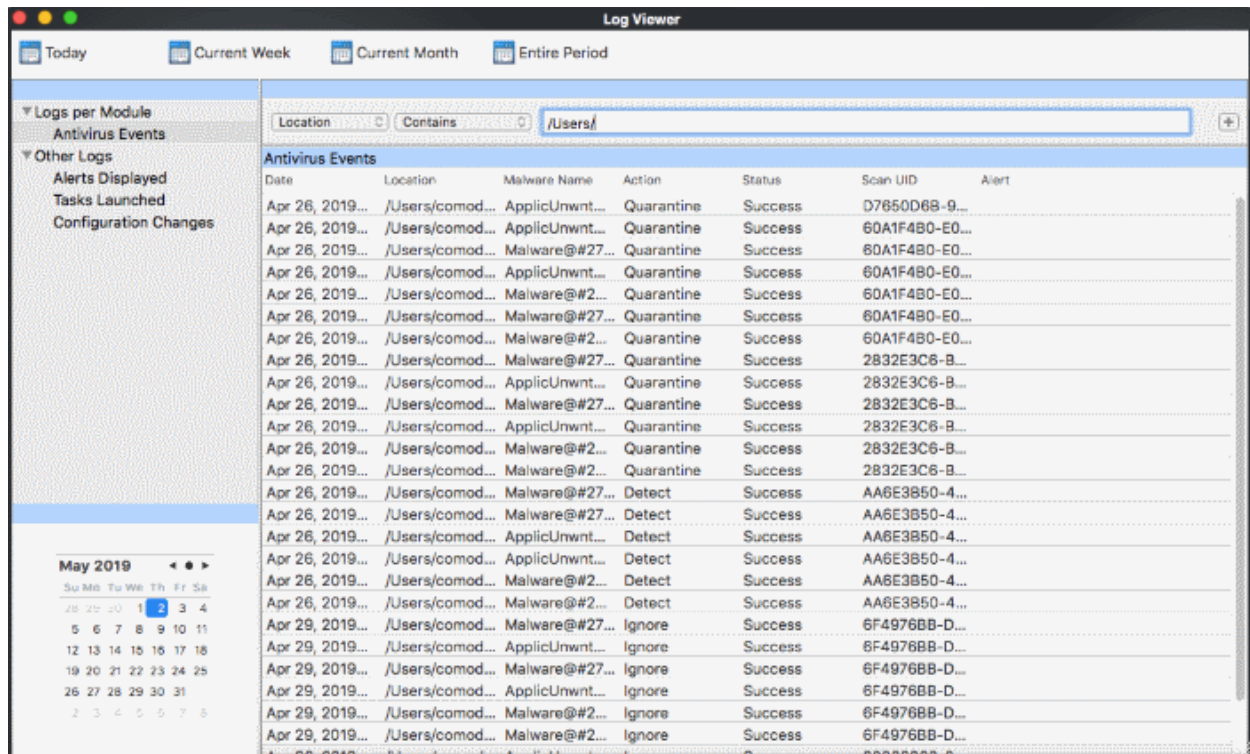 Log Viewer
Today Current Week Current Month Entire Period
Logs per Module
Antivirus Events
Other Logs
Alerts Displayed
Tasks Launched
Configuration Changes
Location Contains /Users/
Antivirus Events
Date Location Malware Name Action Status Scan UID Alert
Apr 26, 2019... /Users/comod... ApplicUnwnt... Quarantine Success D7650D6B-9...
Apr 26, 2019... /Users/comod... ApplicUnwnt... Quarantine Success 60A1F4B0-E0...
Apr 26, 2019... /Users/comod... Malware@#27... Quarantine Success 60A1F4B0-E0...
Apr 26, 2019... /Users/comod... ApplicUnwnt... Quarantine Success 60A1F4B0-E0...
Apr 26, 2019... /Users/comod... Malware@#2... Quarantine Success 60A1F4B0-E0...
Apr 26, 2019... /Users/comod... Malware@#27... Quarantine Success 60A1F4B0-E0...
Apr 26, 2019... /Users/comod... Malware@#2... Quarantine Success 60A1F4B0-E0...
Apr 26, 2019... /Users/comod... Malware@#27... Quarantine Success 2832E3C6-B...
Apr 26, 2019... /Users/comod... ApplicUnwnt... Quarantine Success 2832E3C6-B...
Apr 26, 2019... /Users/comod... Malware@#27... Quarantine Success 2832E3C6-B...
Apr 26, 2019... /Users/comod... ApplicUnwnt... Quarantine Success 2832E3C6-B...
Apr 26, 2019... /Users/comod... Malware@#2... Quarantine Success 2832E3C6-B...
Apr 26, 2019... /Users/comod... Malware@#2... Quarantine Success 2832E3C6-B...
Apr 26, 2019... /Users/comod... Malware@#27... Detect Success AA6E3B50-4...
Apr 26, 2019... /Users/comod... Malware@#27... Detect Success AA6E3B50-4...
Apr 26, 2019... /Users/comod... ApplicUnwnt... Detect Success AA6E3B50-4...
Apr 26, 2019... /Users/comod... ApplicUnwnt... Detect Success AA6E3B50-4...
Apr 26, 2019... /Users/comod... Malware@#2... Detect Success AA6E3B50-4...
Apr 26, 2019... /Users/comod... Malware@#2... Detect Success AA6E3B50-4...
Apr 29, 2019... /Users/comod... Malware@#27... Ignore Success 6F4976BB-D...
Apr 29, 2019... /Users/comod... ApplicUnwnt... Ignore Success 6F4976BB-D...
Apr 29, 2019... /Users/comod... Malware@#27... Ignore Success 6F4976BB-D...
Apr 29, 2019... /Users/comod... ApplicUnwnt... Ignore Success 6F4976BB-D...
Apr 29, 2019... /Users/comod... Malware@#2... Ignore Success 6F4976BB-D...
Apr 29, 2019... /Users/comod... Malware@#2... Ignore Success 6F4976BB-D...
May 2019
Su Mo Tu We Th Fr Sa
28 29 30 1 2 3 4
5 6 7 8 9 10 11
12 13 14 15 16 17 18
19 20 21 22 23 24 25
26 27 28 29 30 31
2 3 4 5 6 7 8